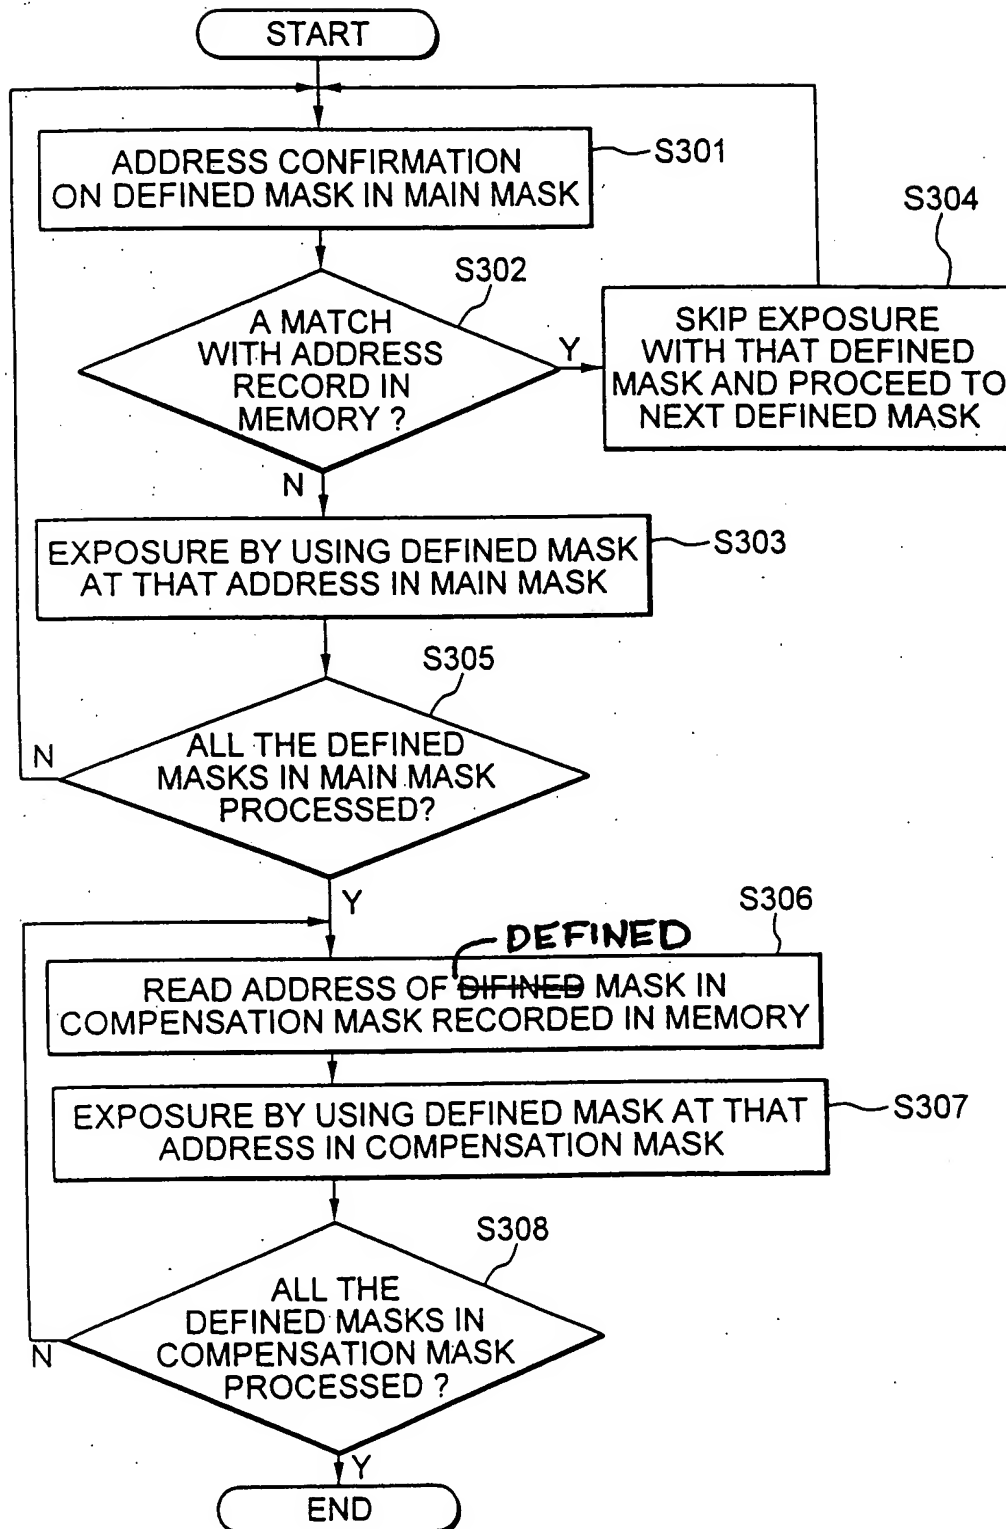 START
ADDRESS CONFIRMATION
ON DEFINED MASK IN MAIN MASK
S301
S304
S302
A MATCH
WITH ADDRESS
RECORD IN
MEMORY ?
Y
SKIP EXPOSURE
WITH THAT DEFINED
MASK AND PROCEED TO
NEXT DEFINED MASK
N
EXPOSURE BY USING DEFINED MASK
AT THAT ADDRESS IN MAIN MASK
S303
S305
ALL THE DEFINED
MASKS IN MAIN MASK
PROCESSED?
N
Y
S306
DEFINED
READ ADDRESS OF DIFINED MASK IN
COMPENSATION MASK RECORDED IN MEMORY
EXPOSURE BY USING DEFINED MASK AT THAT
ADDRESS IN COMPENSATION MASK
S307
S308
ALL THE
DEFINED MASKS IN
COMPENSATION MASK
PROCESSED ?
N
Y
END